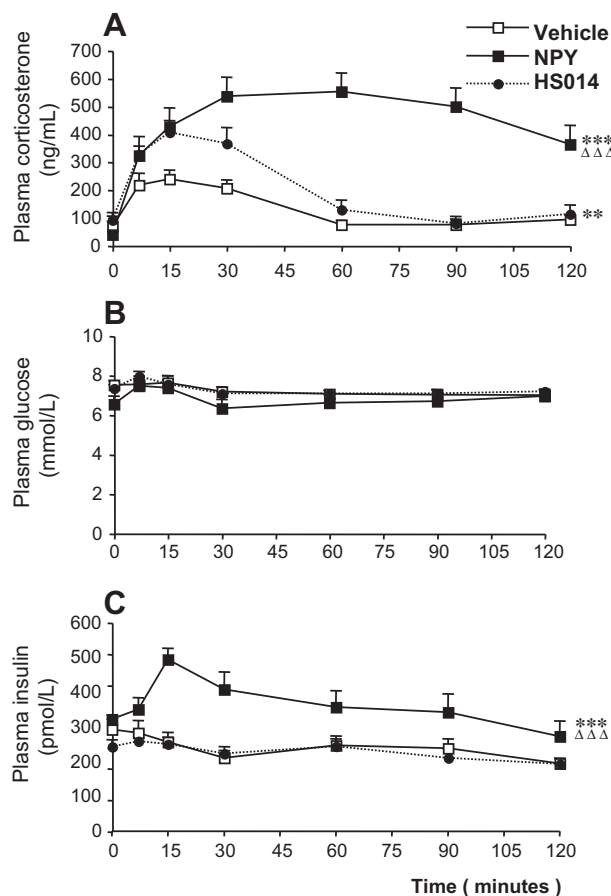 A
Vehicle
NPY
HS014
Plasma corticosterone
(ng/mL)
700
600
500
400
300
200
100
0
***
ΔΔΔ
**
0 15 30 45 60 75 90 105 120
B
Plasma glucose
(mmol/L)
10
8
6
4
2
0
0 15 30 45 60 75 90 105 120
C
Plasma insulin
(pmol/L)
600
500
400
300
200
100
0
***
ΔΔΔ
0 15 30 45 60 75 90 105 120
Time ( minutes )